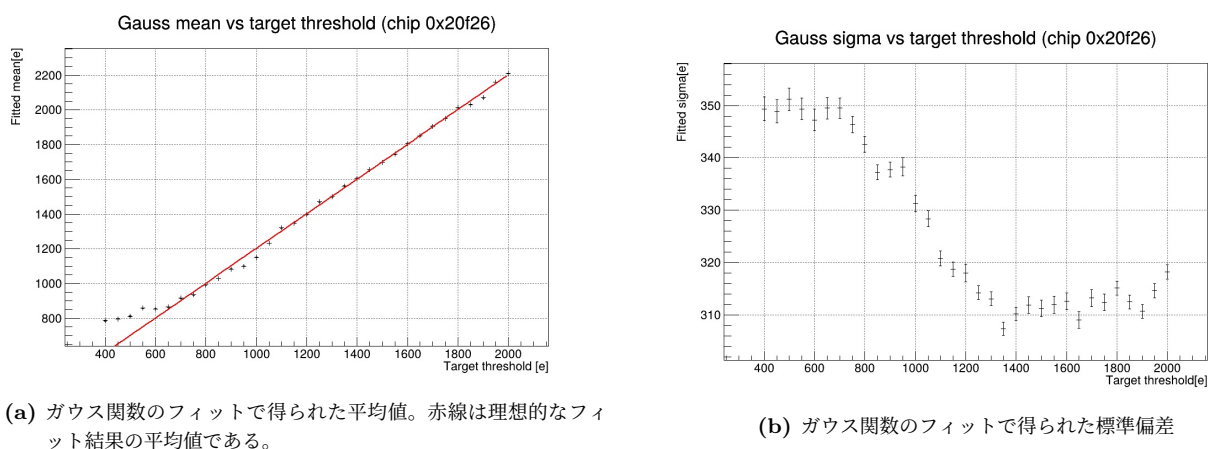 Gauss mean vs target threshold (chip 0x20f26)
Fitted mean[e]
2200
2000
1800
1600
1400
1200
1000
800
400 600 800 1000 1200 1400 1600 1800 2000
Target threshold [e]
(a) ガウス関数のフィットで得られた平均値。赤線は理想的なフィ
ット結果の平均値である。
Gauss sigma vs target threshold (chip 0x20f26)
Fitted sigma[e]
350
340
330
320
310
400 600 800 1000 1200 1400 1600 1800 2000
Target threshold[e]
(b) ガウス関数のフィットで得られた標準偏差